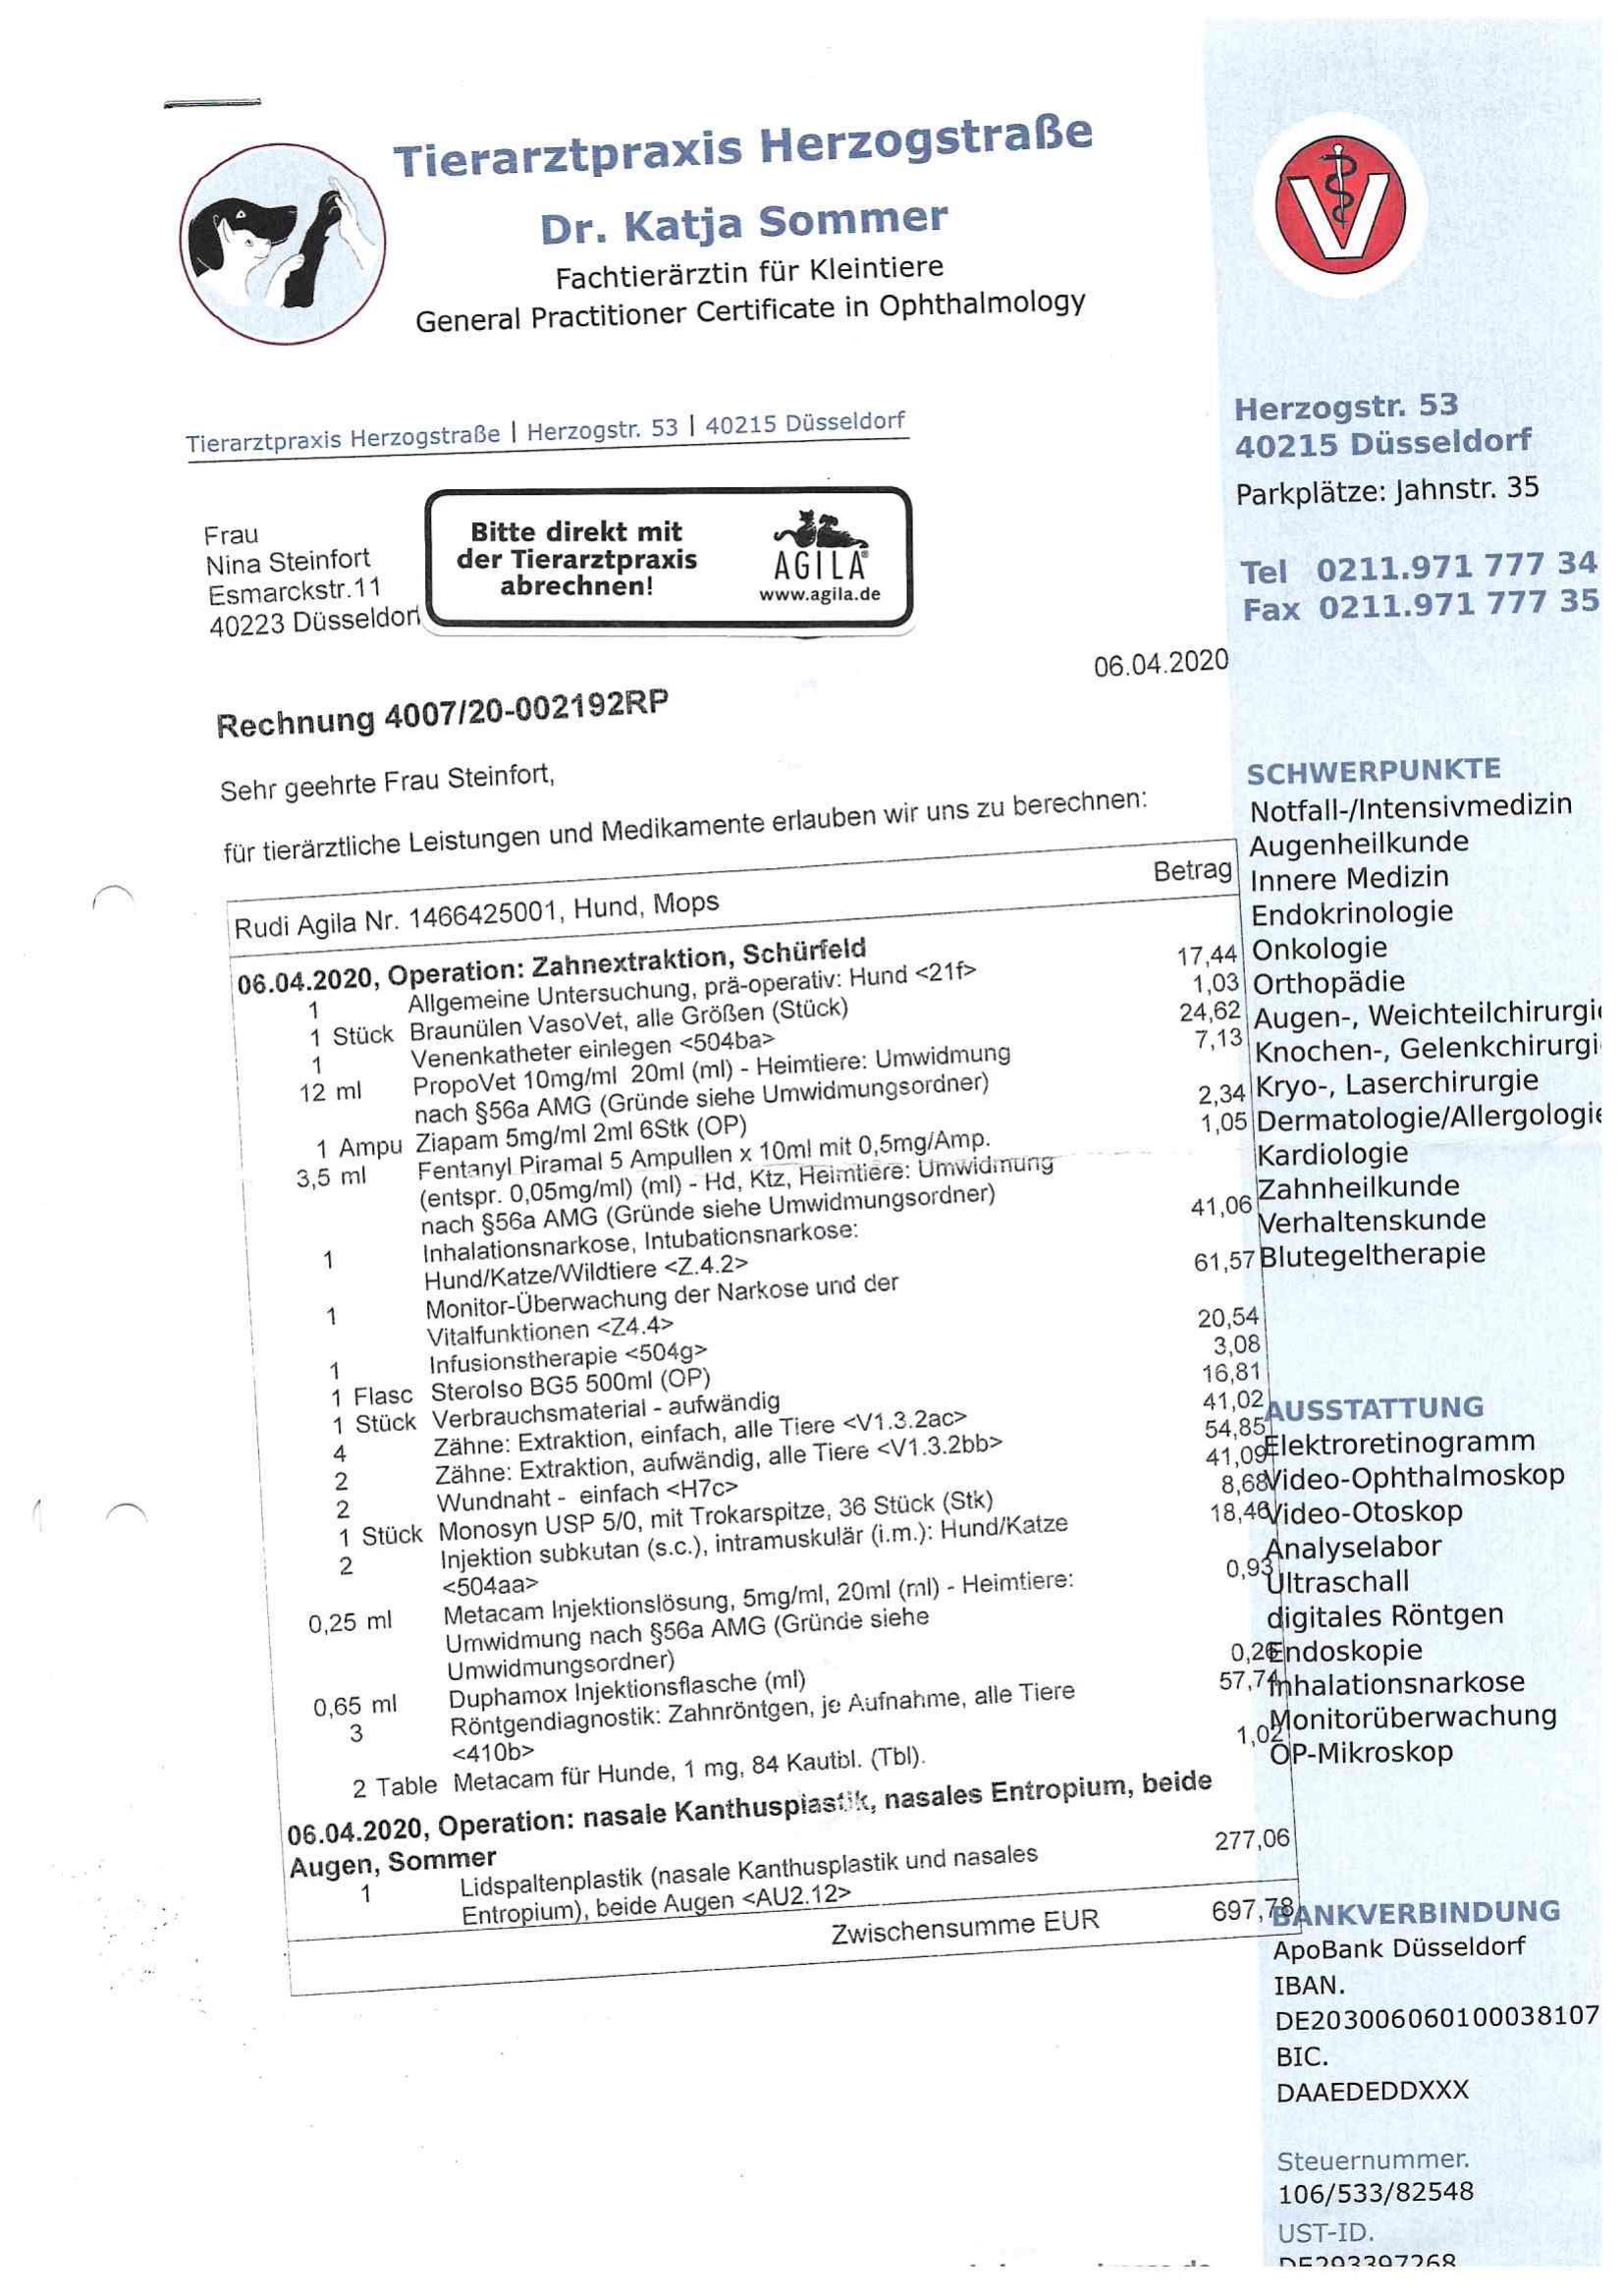 Tierarztpraxis Herzogstraße
Dr. Katja Sommer
Fachtierärztin für Kleintiere
General Practitioner Certificate in Ophthalmology
V
Tierarztpraxis Herzogstraße | Herzogstr. 53 | 40215 Düsseldorf
Herzogstr. 53
40215 Düsseldorf
Parkplätze: Jahnstr. 35
Tel 0211.971 777 34
Fax 0211.971 777 35
Frau
Nina Steinfort
Esmarckstr.11
40223 Düsseldorf
Bitte direkt mit
der Tierarztpraxis
abrechnen!
AGILA®
www.agila.de
06.04.2020
Rechnung 4007/20-002192RP
Sehr geehrte Frau Steinfort,
für tierärztliche Leistungen und Medikamente erlauben wir uns zu berechnen:
Betrag
Rudi Agila Nr. 1466425001, Hund, Mops
06.04.2020, Operation: Zahnextraktion, Schürfeld
1 Allgemeine Untersuchung, prä-operativ: Hund <21f> 17,44
1 Stück Braunülen VasoVet, alle Größen (Stück) 1,03
1 Venenkatheter einlegen <504ba> 24,62
12 ml PropoVet 10mg/ml 20ml (ml) - Heimtiere: Umwidmung 7,13
nach §56a AMG (Gründe siehe Umwidmungsordner)
1 Ampu Ziapam 5mg/ml 2ml 6Stk (OP) 2,34
3,5 ml Fentanyl Piramal 5 Ampullen x 10ml mit 0,5mg/Amp. 1,05
(entspr. 0,05mg/ml) (ml) - Hd, Ktz, Heimtiere: Umwidmung
nach §56a AMG (Gründe siehe Umwidmungsordner)
1 Inhalationsnarkose, Intubationsnarkose: 41,06
Hund/Katze/Wildtiere <Z.4.2>
1 Monitor-Überwachung der Narkose und der 61,57
Vitalfunktionen <Z4.4>
1 Infusionstherapie <504g> 20,54
1 Flasc SteroIso BG5 500ml (OP) 3,08
1 Stück Verbrauchsmaterial - aufwändig 16,81
4 Zähne: Extraktion, einfach, alle Tiere <V1.3.2ac> 41,02
2 Zähne: Extraktion, aufwändig, alle Tiere <V1.3.2bb> 54,85
2 Wundnaht - einfach <H7c> 41,09
1 Stück Monosyn USP 5/0, mit Trokarspitze, 36 Stück (Stk) 8,68
2 Injektion subkutan (s.c.), intramuskulär (i.m.): Hund/Katze 18,46
<504aa>
0,25 ml Metacam Injektionslösung, 5mg/ml, 20ml (ml) - Heimtiere: 0,93
Umwidmung nach §56a AMG (Gründe siehe
Umwidmungsordner)
0,65 ml Duphamox Injektionsflasche (ml) 0,26
3 Röntgendiagnostik: Zahnröntgen, je Aufnahme, alle Tiere 57,74
<410b>
2 Table Metacam für Hunde, 1 mg, 84 Kautbl. (Tbl). 1,02
06.04.2020, Operation: nasale Kanthusplastik, nasales Entropium, beide
Augen, Sommer
1 Lidspaltenplastik (nasale Kanthusplastik und nasales 277,06
Entropium), beide Augen <AU2.12>
Zwischensumme EUR 697,78
SCHWERPUNKTE
Notfall-/Intensivmedizin
Augenheilkunde
Innere Medizin
Endokrinologie
Onkologie
Orthopädie
Augen-, Weichteilchirurgi
Knochen-, Gelenkchirurgi
Kryo-, Laserchirurgie
Dermatologie/Allergologie
Kardiologie
Zahnheilkunde
Verhaltenskunde
Blutegeltherapie
AUSSTATTUNG
Elektroretinogramm
Video-Ophthalmoskop
Video-Otoskop
Analyselabor
Ultraschall
digitales Röntgen
Endoskopie
Inhalationsnarkose
Monitorüberwachung
OP-Mikroskop
BANKVERBINDUNG
ApoBank Düsseldorf
IBAN.
DE203006060100038107
BIC.
DAAEDEDDXXX
Steuernummer.
106/533/82548
UST-ID.
DE293397268